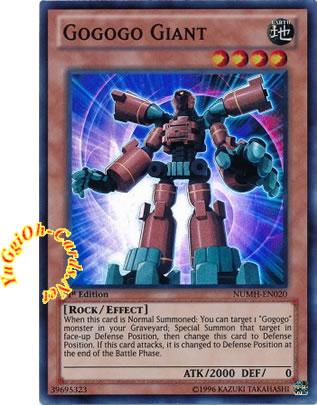 GOGOGO GIANT
EARTH
地
YuGgiOh-Cards.Net
1st Edition
NUMH-EN020
[ROCK/EFFECT]
When this card is Normal Summoned: You can target 1 "Gogogo"
monster in your Graveyard; Special Summon that target in
face-up Defense Position, then change this card to Defense
Position. If this card attacks, it is changed to Defense Position at
the end of the Battle Phase.
ATK/2000 DEF/ 0
39695323
©1996 KAZUKI TAKAHASHI